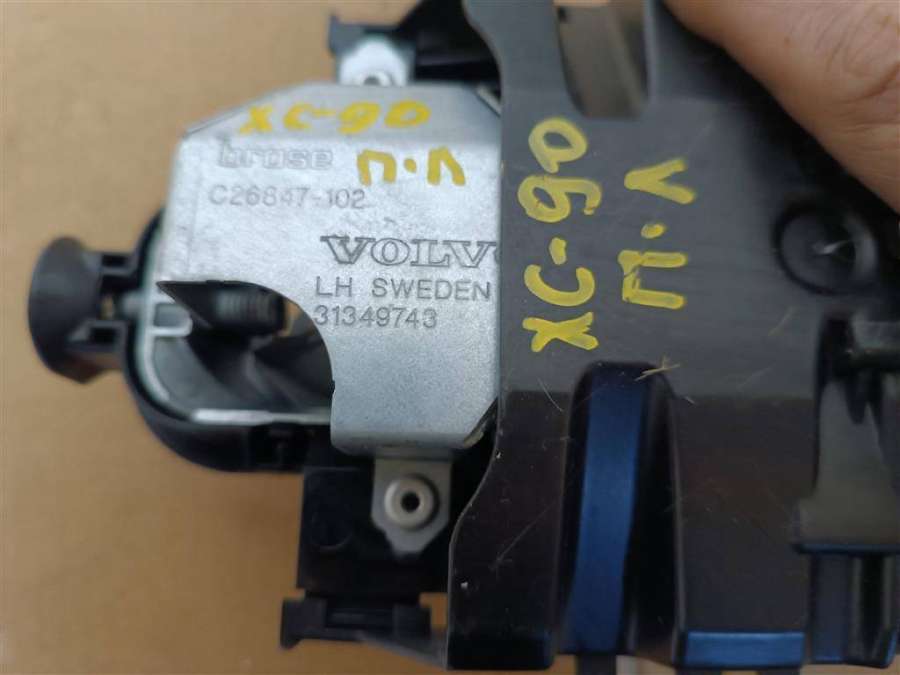 XC-90
brose
п.л
C26847-102
VOLVO
LH SWEDEN
31349743
XC-90
П.Л